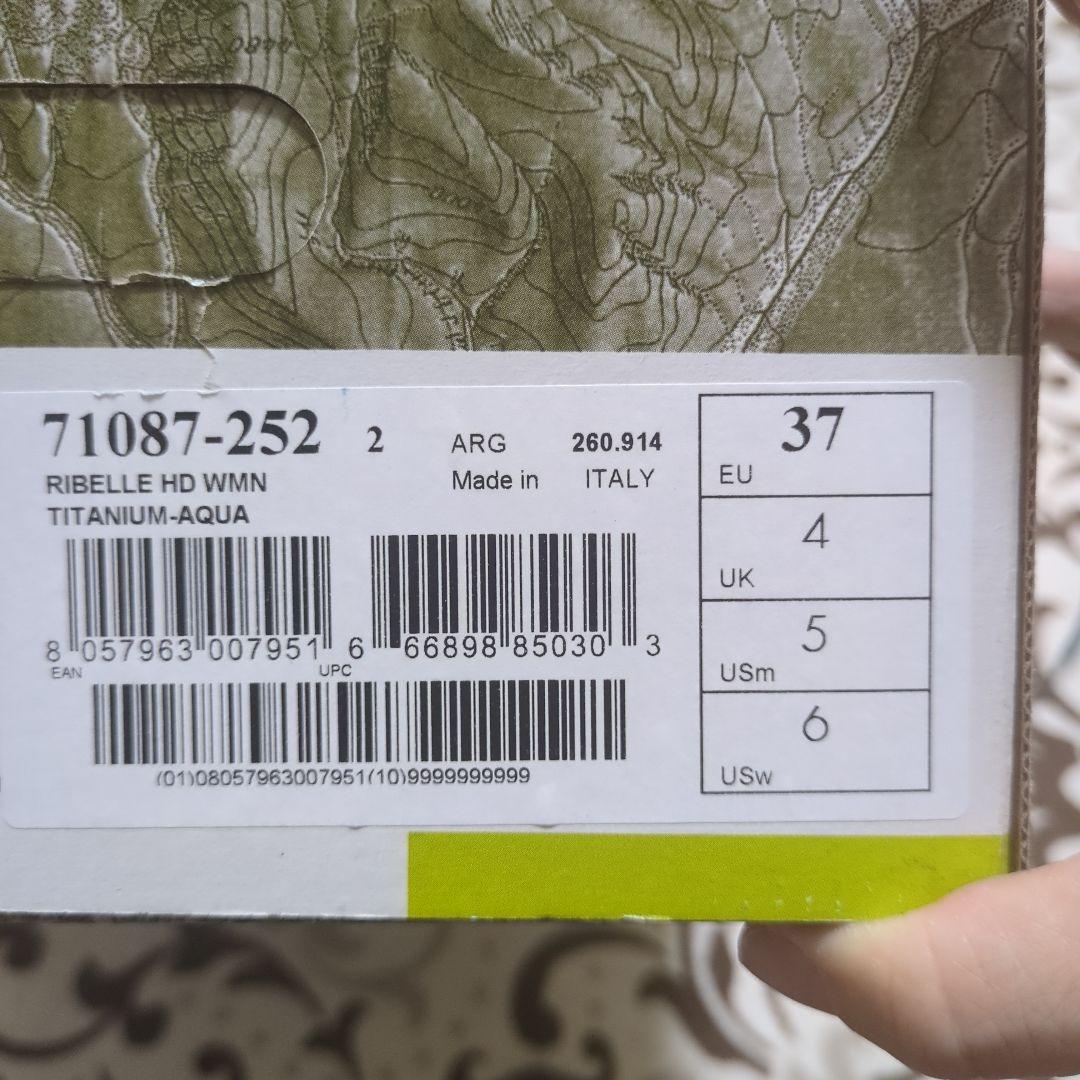 71087-252 2 ARG 260.914
RIBELLE HD WMN Made in ITALY
TITANIUM-AQUA
8 057963 007951
EAN
6 66898 85030 3
UPC
(01)08057963007951(10)9999999999
37
EU
4
UK
5
USm
6
USw